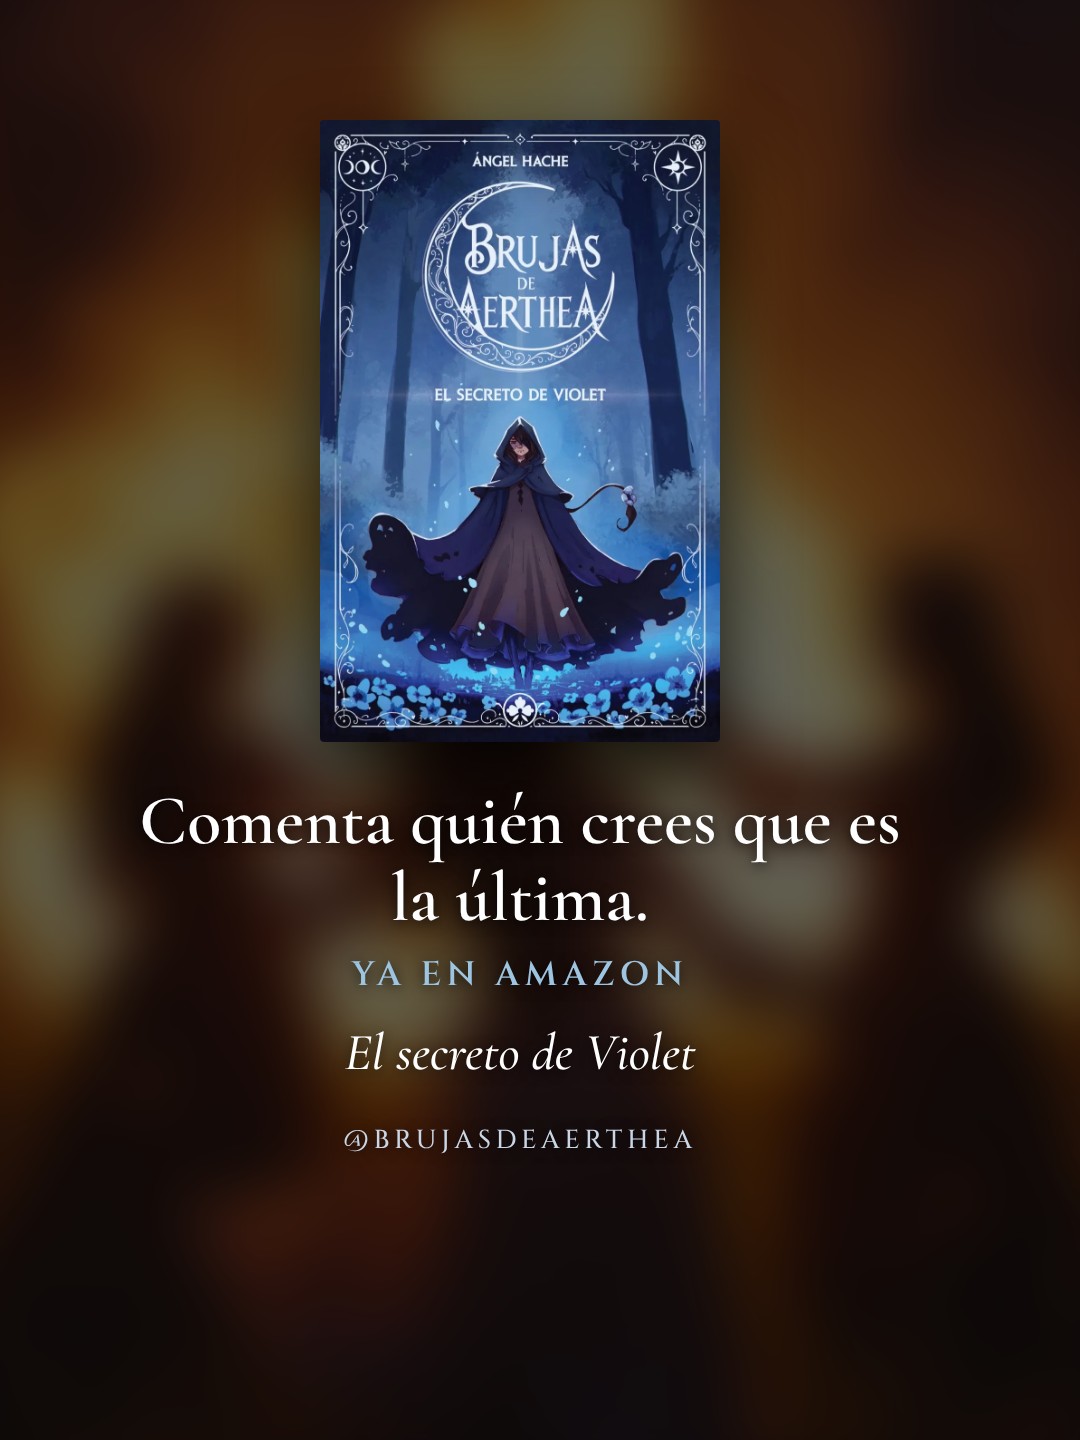 ÁNGEL HACHE
BRUJAS
DE
AERTHEA
EL SECRETO DE VIOLET
Comenta quién crees que es
la última.
YA EN AMAZON
El secreto de Violet
@BRUJASDEAERTHEA